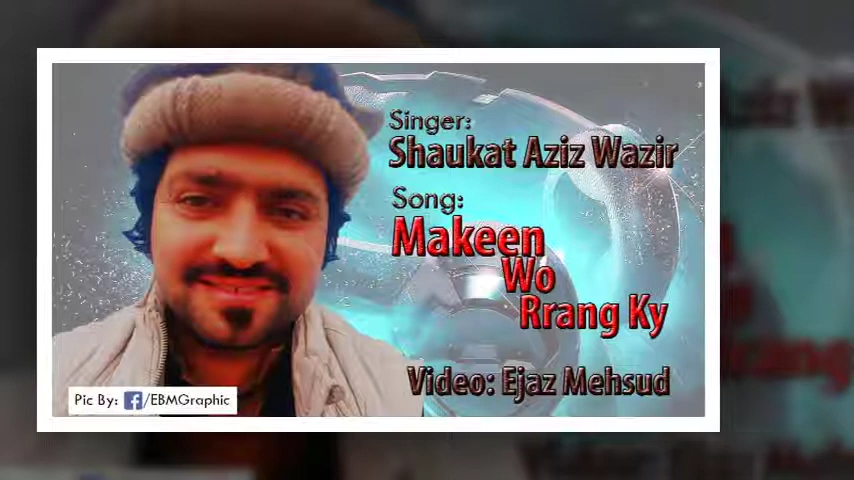 Singer:
Shaukat Aziz Wazir
Song:
Makeen
Wo
Rrang Ky
Video: Ejaz Mehsud
Pic By: f/EBMGraphic